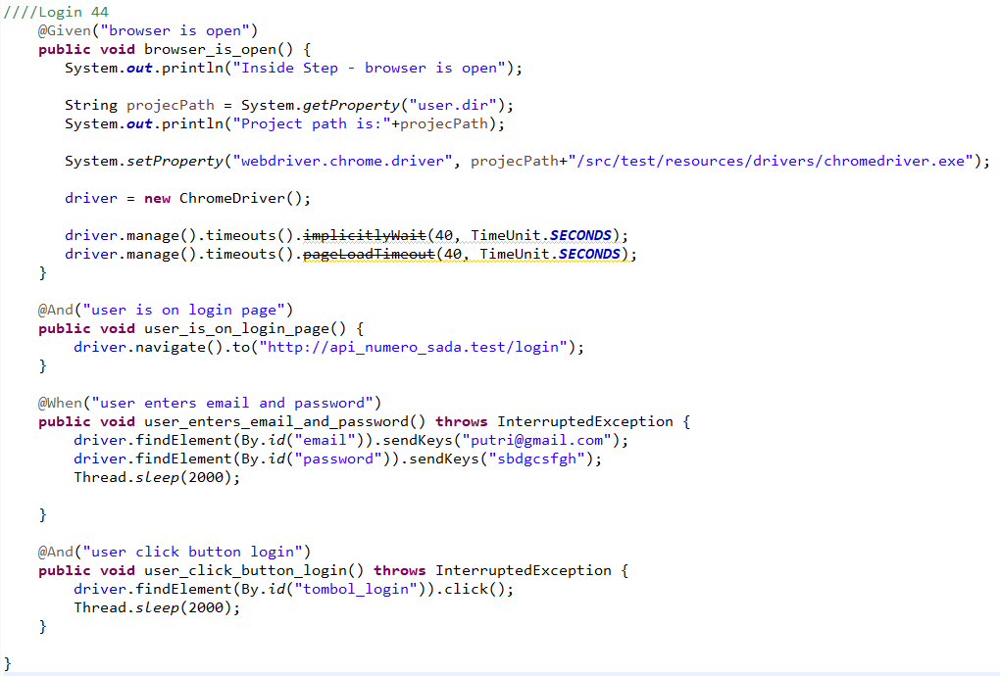 ////Login 44
@Given("browser is open")
public void browser_is_open() {
System.out.println("Inside Step - browser is open");
String projecPath = System.getProperty("user.dir");
System.out.println("Project path is:"+projecPath);
System.setProperty("webdriver.chrome.driver", projecPath+"/src/test/resources/drivers/chromedriver.exe");
driver = new ChromeDriver();
driver.manage().timeouts().implicitlyWait(40, TimeUnit.SECONDS);
driver.manage().timeouts().pageLoadTimeout(40, TimeUnit.SECONDS);
}
@And("user is on login page")
public void user_is_on_login_page() {
driver.navigate().to("http://api_numero_sada.test/login");
}
@When("user enters email and password")
public void user_enters_email_and_password() throws InterruptedException {
driver.findElement(By.id("email")).sendKeys("putri@gmail.com");
driver.findElement(By.id("password")).sendKeys("sbdgcsfgh");
Thread.sleep(2000);
}
@And("user click button login")
public void user_click_button_login() throws InterruptedException {
driver.findElement(By.id("tombol_login")).click();
Thread.sleep(2000);
}
}